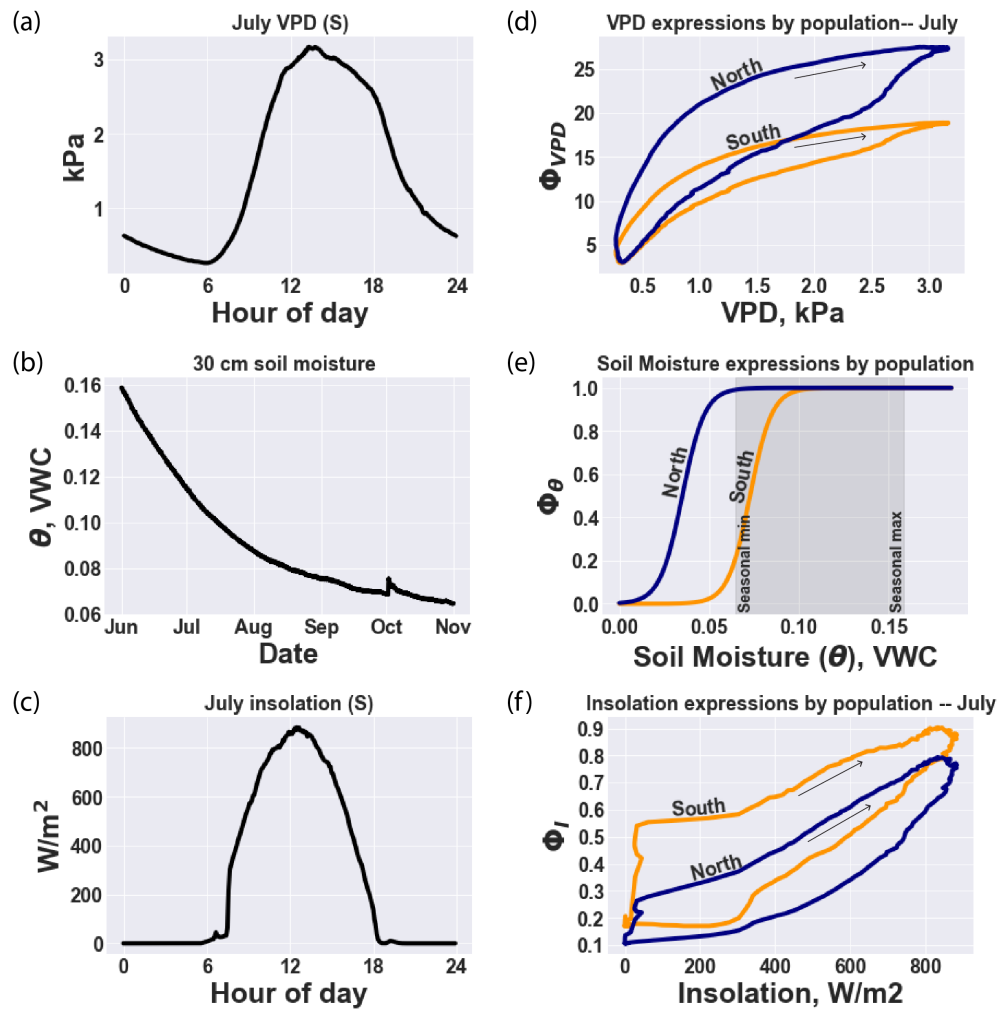 (a)
July VPD (S)
3
2
1
kPa
0 6 12 18 24
Hour of day
(d)
VPD expressions by population-- July
25
20
15
10
5
Φ_VPD
North
South
0.5 1.0 1.5 2.0 2.5 3.0
VPD, kPa
(b)
30 cm soil moisture
0.16
0.14
0.12
0.10
0.08
0.06
θ, VWC
Jun Jul Aug Sep Oct Nov
Date
(e)
Soil Moisture expressions by population
1.0
0.8
0.6
0.4
0.2
0.0
Φ_θ
North
South
Seasonal min
Seasonal max
0.00 0.05 0.10 0.15
Soil Moisture (θ), VWC
(c)
July insolation (S)
800
600
400
200
0
W/m²
0 6 12 18 24
Hour of day
(f)
Insolation expressions by population -- July
0.9
0.8
0.7
0.6
0.5
0.4
0.3
0.2
0.1
Φ_I
South
North
0 200 400 600 800
Insolation, W/m2